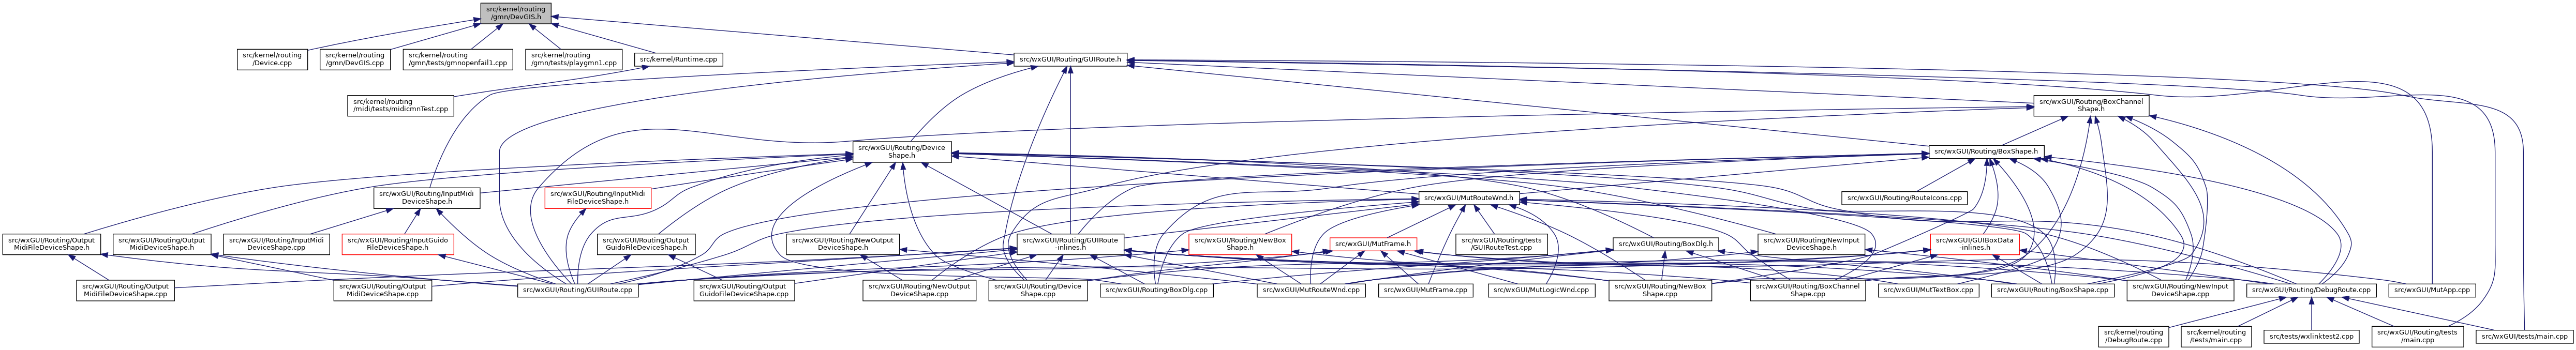 src/kernel/routing
/gmn/DevGIS.h
src/kernel/routing
/Device.cpp
src/kernel/routing
/gmn/DevGIS.cpp
src/kernel/routing
/gmn/tests/gmnopenfail1.cpp
src/kernel/routing
/gmn/tests/playgmn1.cpp
src/kernel/Runtime.cpp
src/wxGUI/Routing/GUIRoute.h
src/kernel/routing
/midi/tests/midicmnTest.cpp
src/wxGUI/Routing/BoxChannel
Shape.h
src/wxGUI/Routing/Device
Shape.h
src/wxGUI/Routing/BoxShape.h
src/wxGUI/Routing/InputMidi
DeviceShape.h
src/wxGUI/Routing/InputMidi
FileDeviceShape.h
src/wxGUI/MutRouteWnd.h
src/wxGUI/Routing/RouteIcons.cpp
src/wxGUI/Routing/Output
MidiFileDeviceShape.h
src/wxGUI/Routing/Output
MidiDeviceShape.h
src/wxGUI/Routing/InputMidi
DeviceShape.cpp
src/wxGUI/Routing/InputGuido
FileDeviceShape.h
src/wxGUI/Routing/Output
GuidoFileDeviceShape.h
src/wxGUI/Routing/NewOutput
DeviceShape.h
src/wxGUI/Routing/GUIRoute
-inlines.h
src/wxGUI/Routing/NewBox
Shape.h
src/wxGUI/MutFrame.h
src/wxGUI/Routing/tests
/GUIRouteTest.cpp
src/wxGUI/Routing/BoxDlg.h
src/wxGUI/Routing/NewInput
DeviceShape.h
src/wxGUI/GUIBoxData
-inlines.h
src/wxGUI/Routing/Output
MidiFileDeviceShape.cpp
src/wxGUI/Routing/Output
MidiDeviceShape.cpp
src/wxGUI/Routing/GUIRoute.cpp
src/wxGUI/Routing/Output
GuidoFileDeviceShape.cpp
src/wxGUI/Routing/NewOutput
DeviceShape.cpp
src/wxGUI/Routing/Device
Shape.cpp
src/wxGUI/Routing/BoxDlg.cpp
src/wxGUI/MutRouteWnd.cpp
src/wxGUI/MutFrame.cpp
src/wxGUI/MutLogicWnd.cpp
src/wxGUI/Routing/NewBox
Shape.cpp
src/wxGUI/Routing/BoxChannel
Shape.cpp
src/wxGUI/MutTextBox.cpp
src/wxGUI/Routing/BoxShape.cpp
src/wxGUI/Routing/NewInput
DeviceShape.cpp
src/wxGUI/Routing/DebugRoute.cpp
src/wxGUI/MutApp.cpp
src/kernel/routing
/DebugRoute.cpp
src/kernel/routing
/tests/main.cpp
src/tests/wxlinktest2.cpp
src/wxGUI/Routing/tests
/main.cpp
src/wxGUI/tests/main.cpp